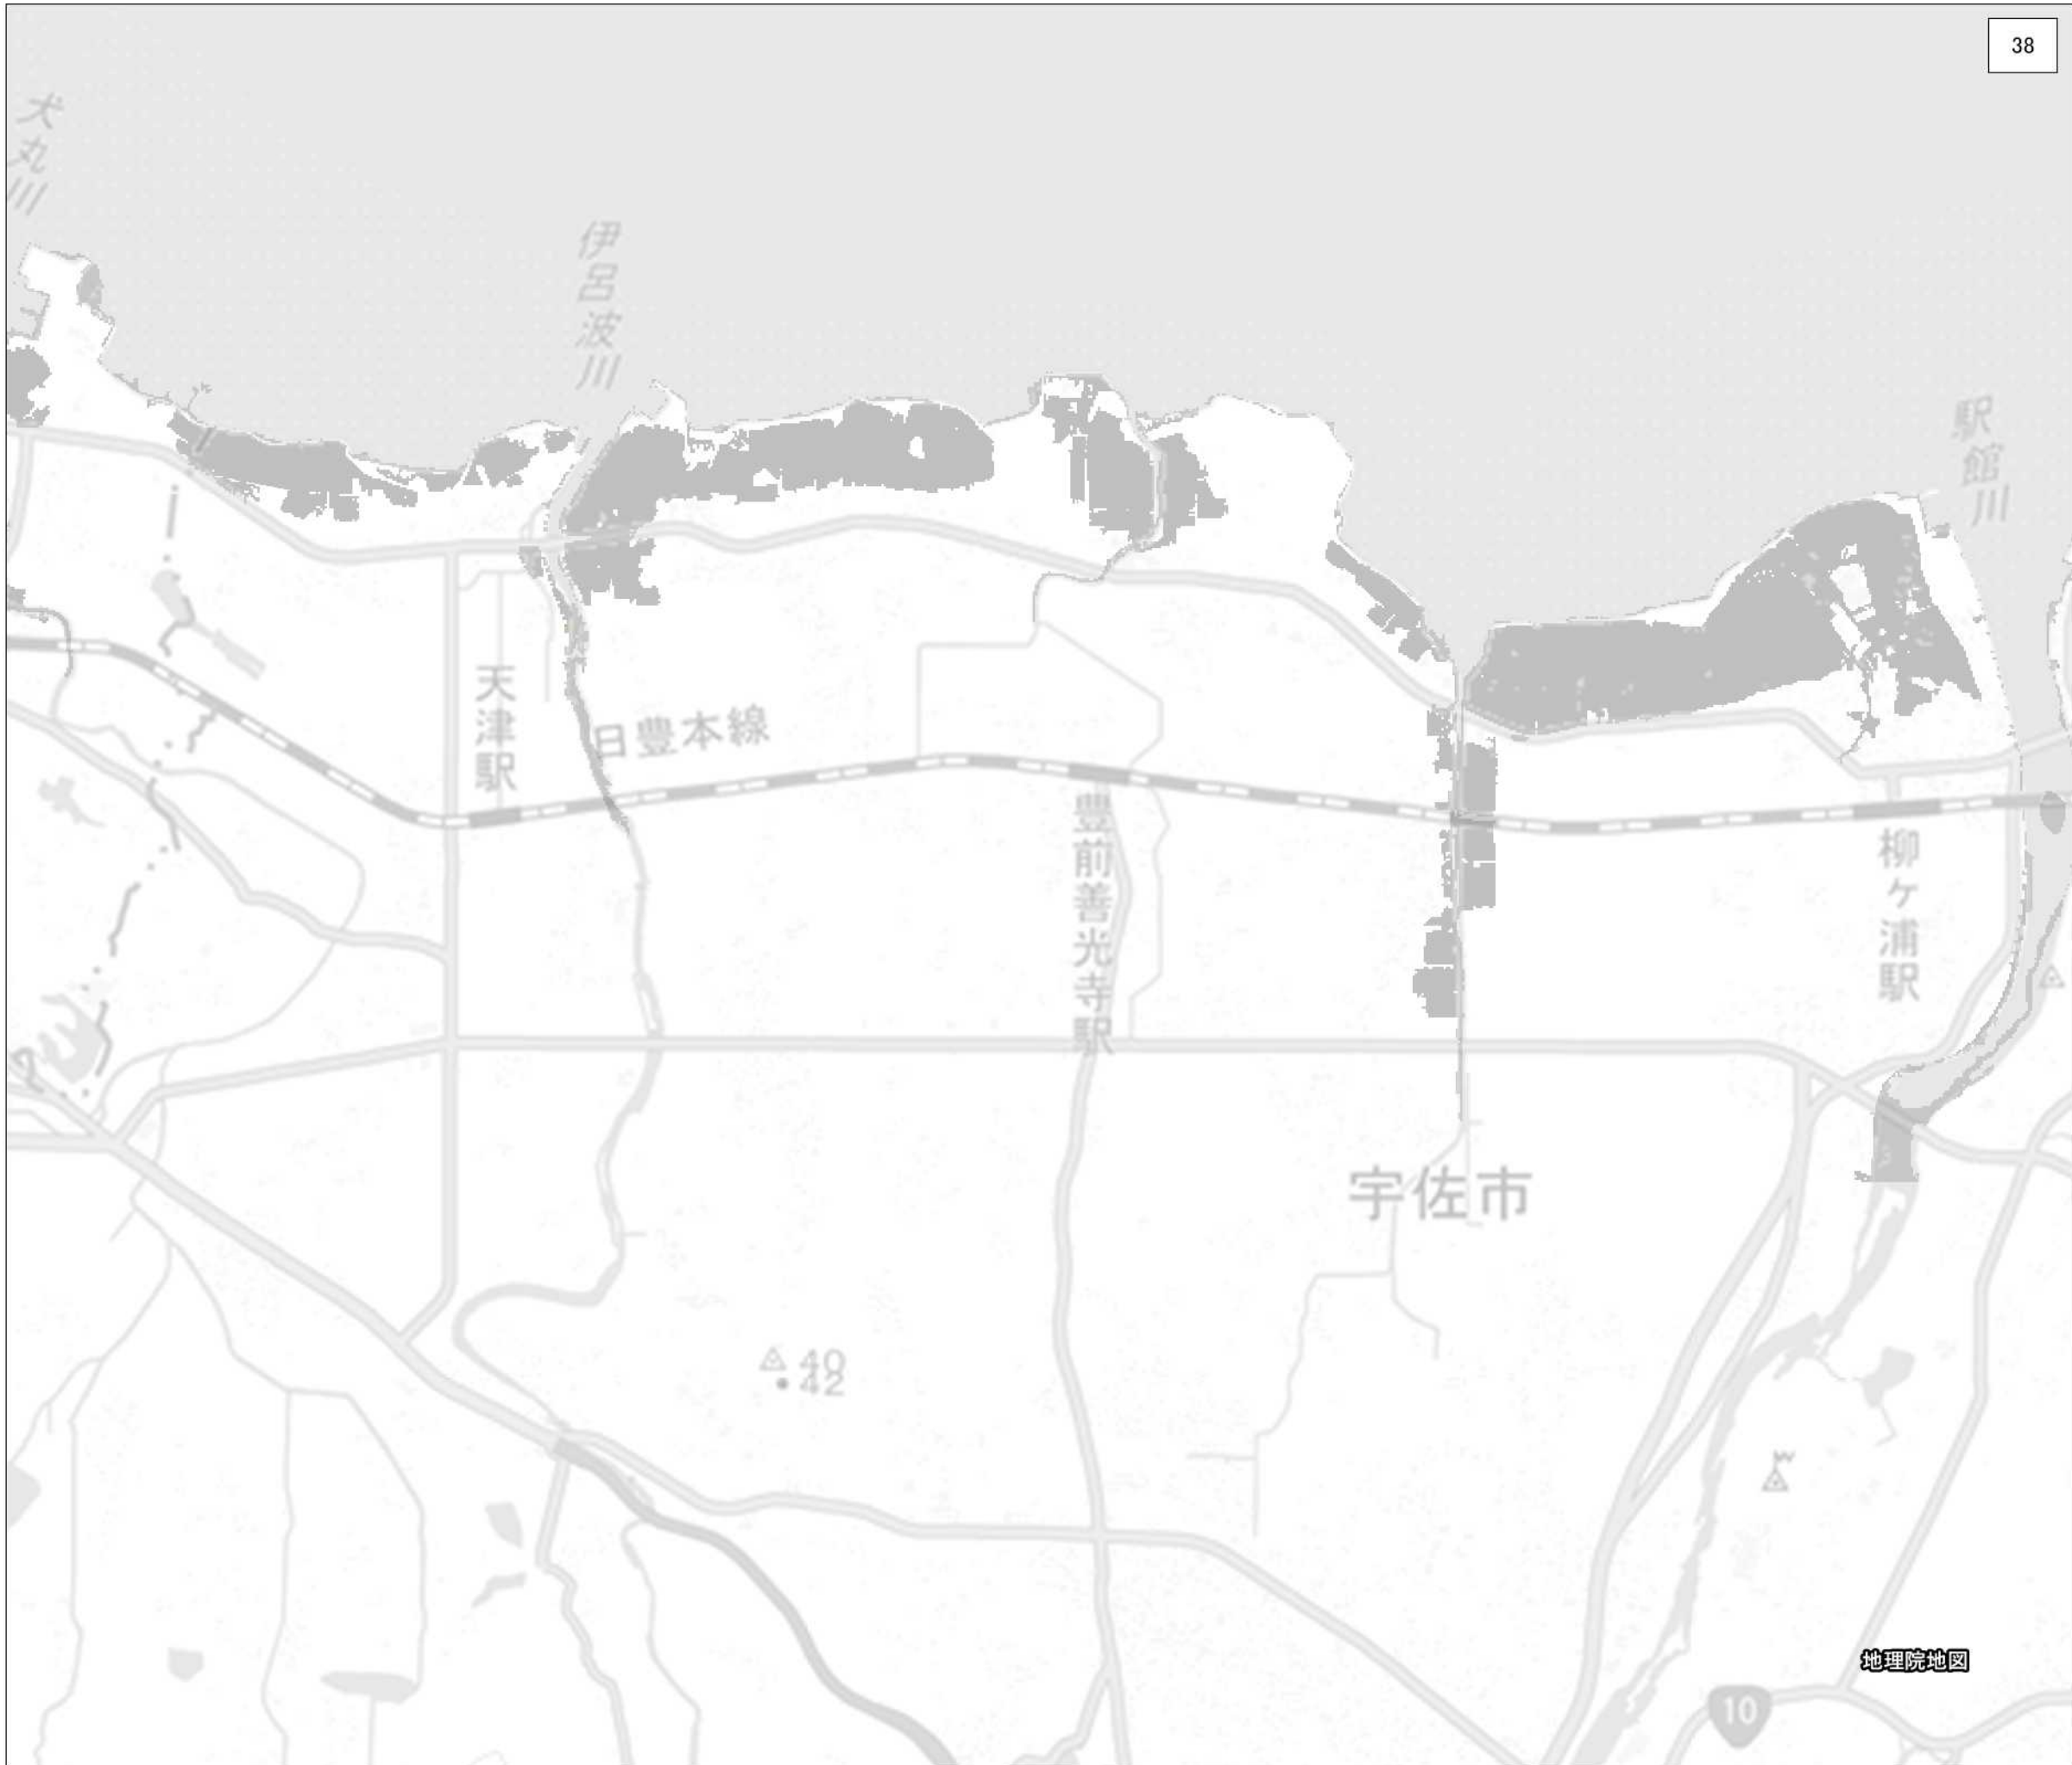 38
犬丸川
伊呂波川
駅館川
天津駅
日豊本線
豊前善光寺駅
柳ヶ浦駅
宇佐市
40
42
地理院地図
10